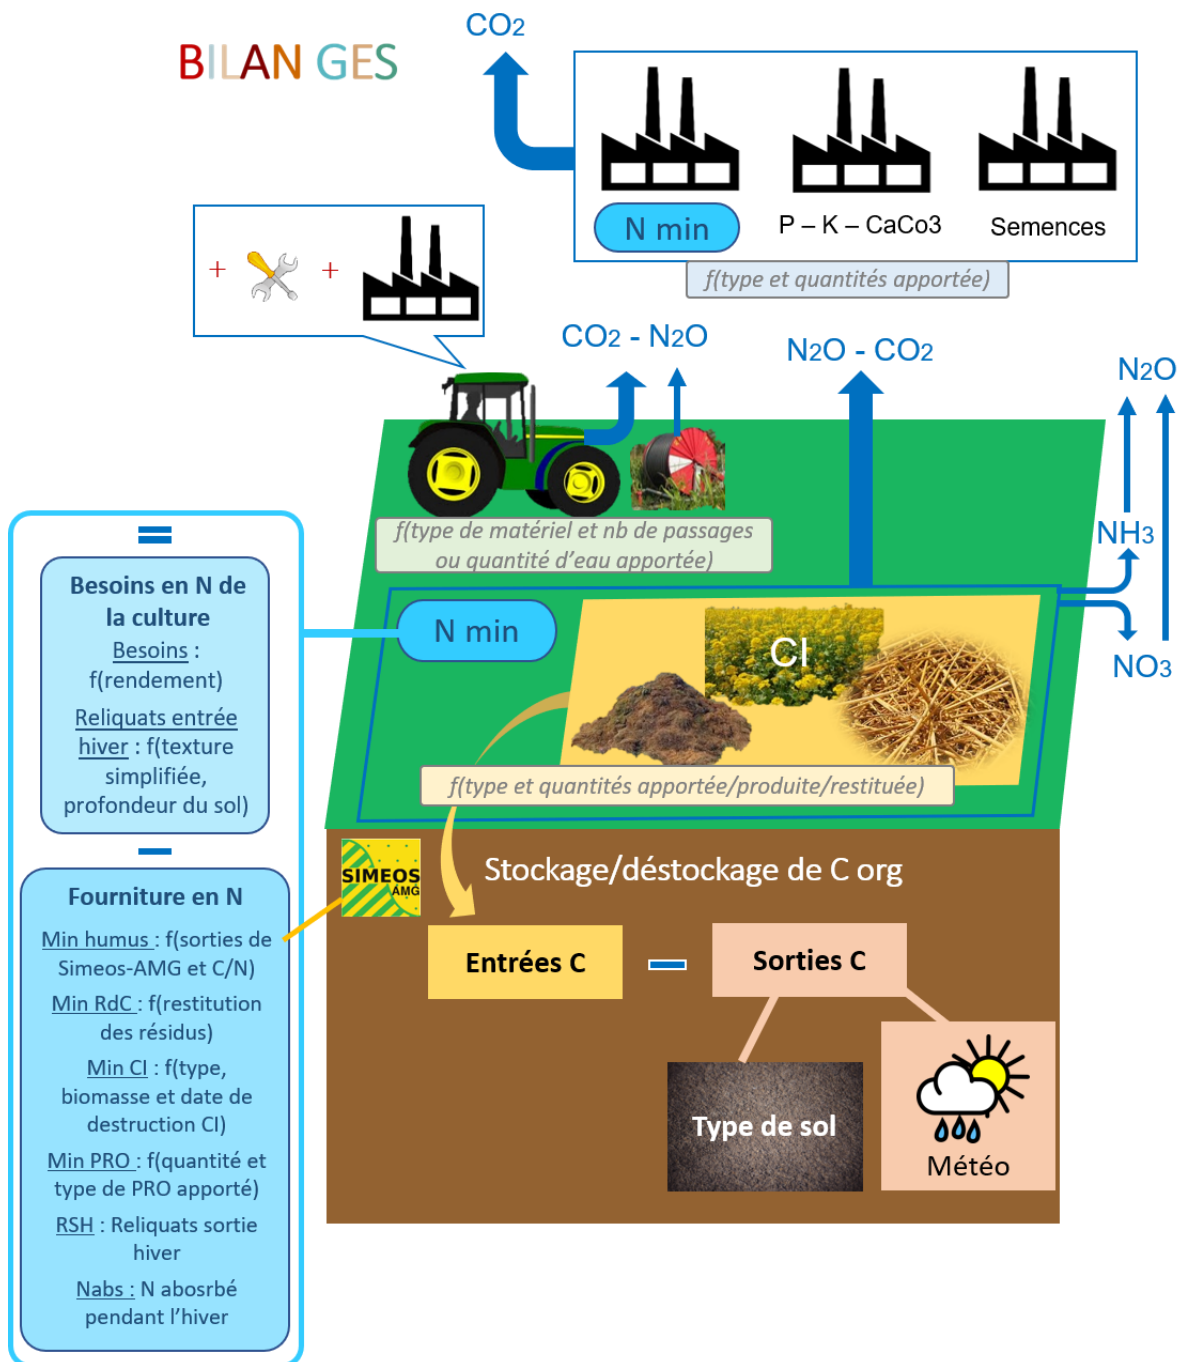 BILAN GES
CO2
N min
P – K – CaCo3
Semences
f(type et quantités apportée)
+ +
CO2 - N2O
N2O - CO2
N2O
NH3
NO3
f(type de matériel et nb de passages
ou quantité d'eau apportée)
=
Besoins en N de
la culture
Besoins :
f(rendement)
Reliquats entrée
hiver : f(texture
simplifiée,
profondeur du sol)
–
Fourniture en N
Min humus : f(sorties de
Simeos-AMG et C/N)
Min RdC : f(restitution
des résidus)
Min CI : f(type,
biomasse et date de
destruction CI)
Min PRO : f(quantité et
type de PRO apporté)
RSH : Reliquats sortie
hiver
Nabs : N abosrbé
pendant l'hiver
N min
CI
f(type et quantités apportée/produite/restituée)
SIMEOS
AMG
Stockage/déstockage de C org
Entrées C
–
Sorties C
Type de sol
Météo